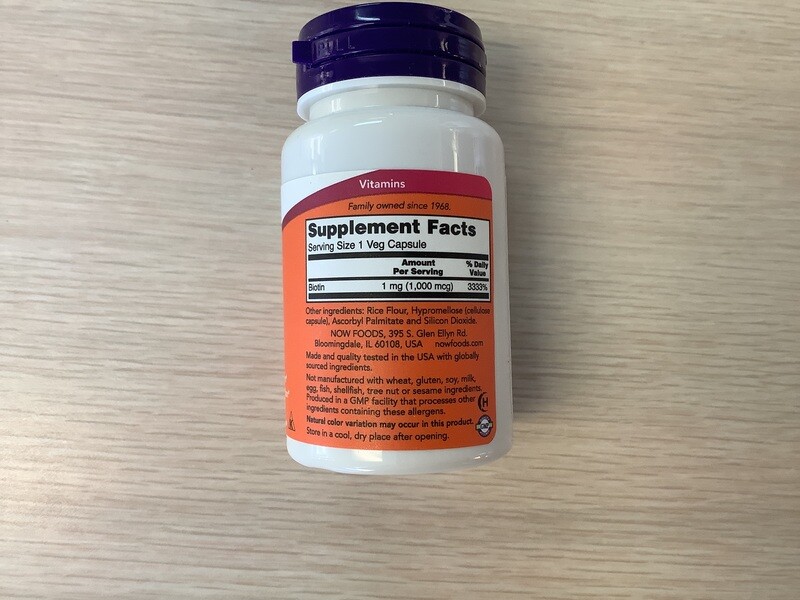 PULL
Vitamins
Family owned since 1968.
Supplement Facts
Serving Size 1 Veg Capsule
Amount Per Serving
% Daily Value
Biotin 1 mg (1,000 mcg) 3333%
Other ingredients: Rice Flour, Hypromellose (cellulose
capsule), Ascorbyl Palmitate and Silicon Dioxide.
NOW FOODS, 395 S. Glen Ellyn Rd.
Bloomingdale, IL 60108, USA nowfoods.com
Made and quality tested in the USA with globally
sourced ingredients.
Not manufactured with wheat, gluten, soy, milk,
egg, fish, shellfish, tree nut or sesame ingredients.
Produced in a GMP facility that processes other
ingredients containing these allergens.
Natural color variation may occur in this product.
Store in a cool, dry place after opening.